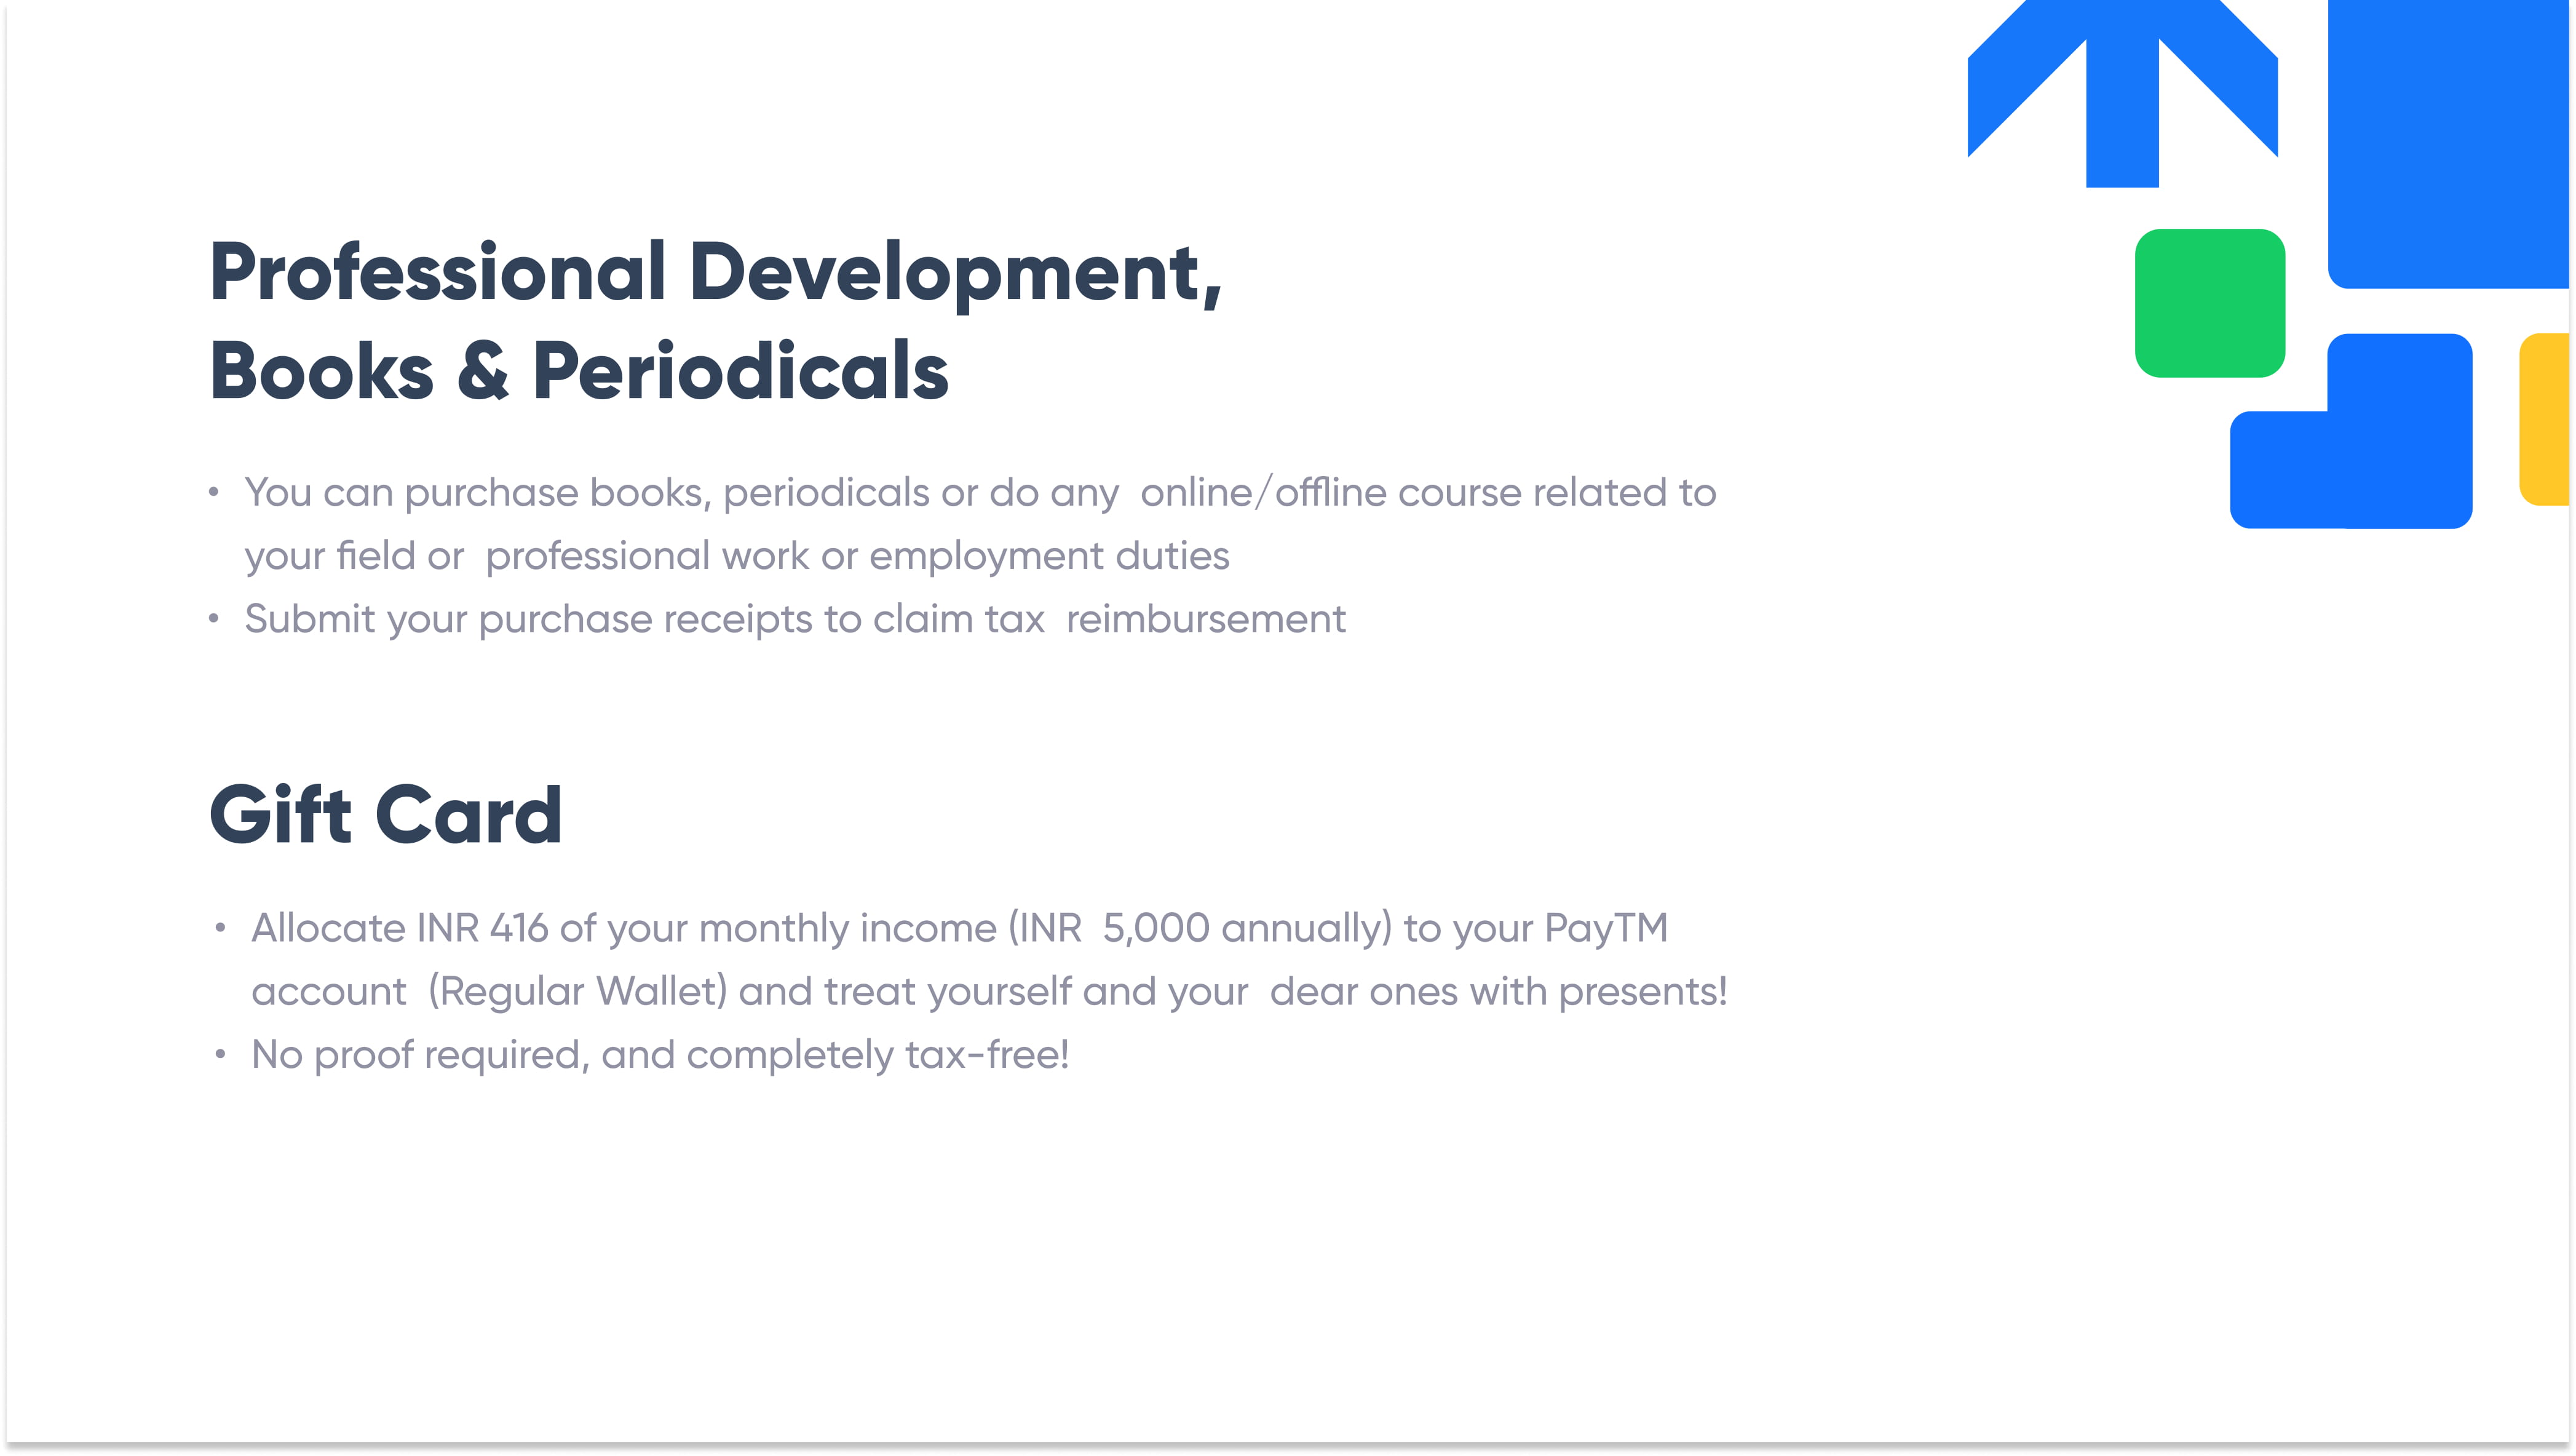 Professional Development,
Books & Periodicals
• You can purchase books, periodicals or do any  online/offline course related to
your field or  professional work or employment duties
• Submit your purchase receipts to claim tax  reimbursement
Gift Card
• Allocate INR 416 of your monthly income (INR  5,000 annually) to your PayTM
account  (Regular Wallet) and treat yourself and your  dear ones with presents!
• No proof required, and completely tax-free!